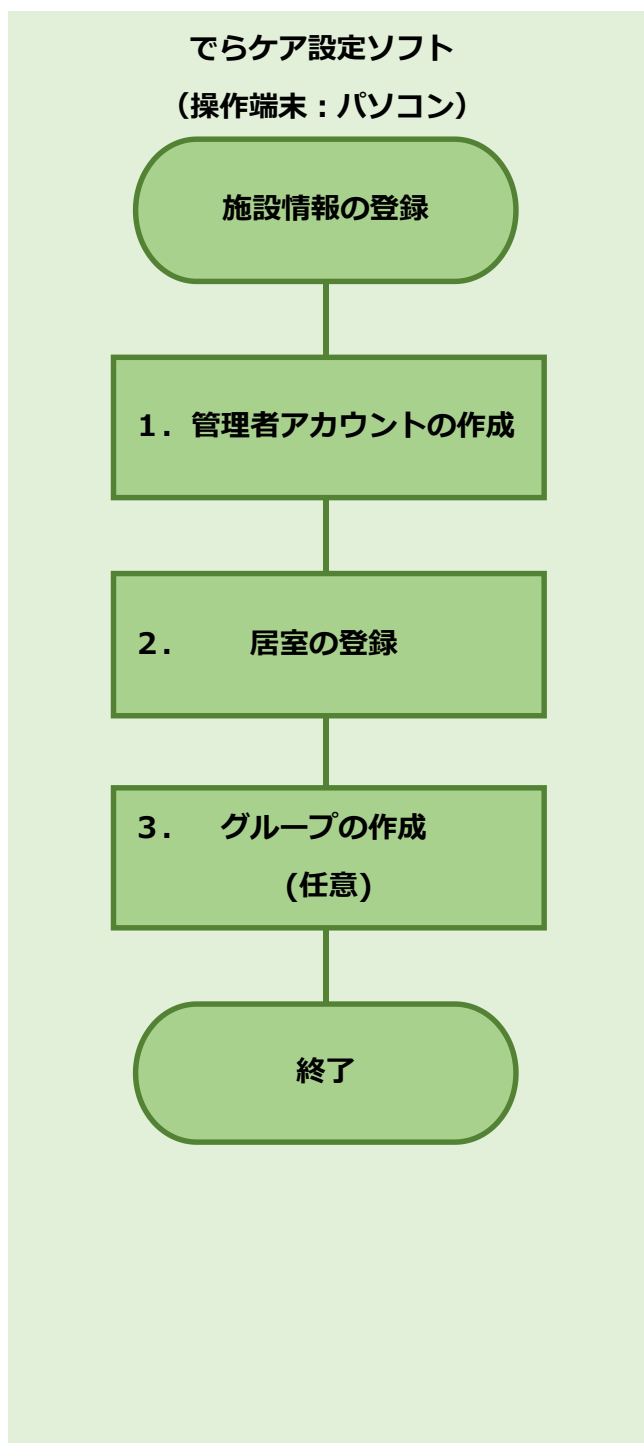 でらケア設定ソフト
（操作端末：パソコン）
施設情報の登録
１．管理者アカウントの作成
２．　　居室の登録
３．　グループの作成
(任意)
終了